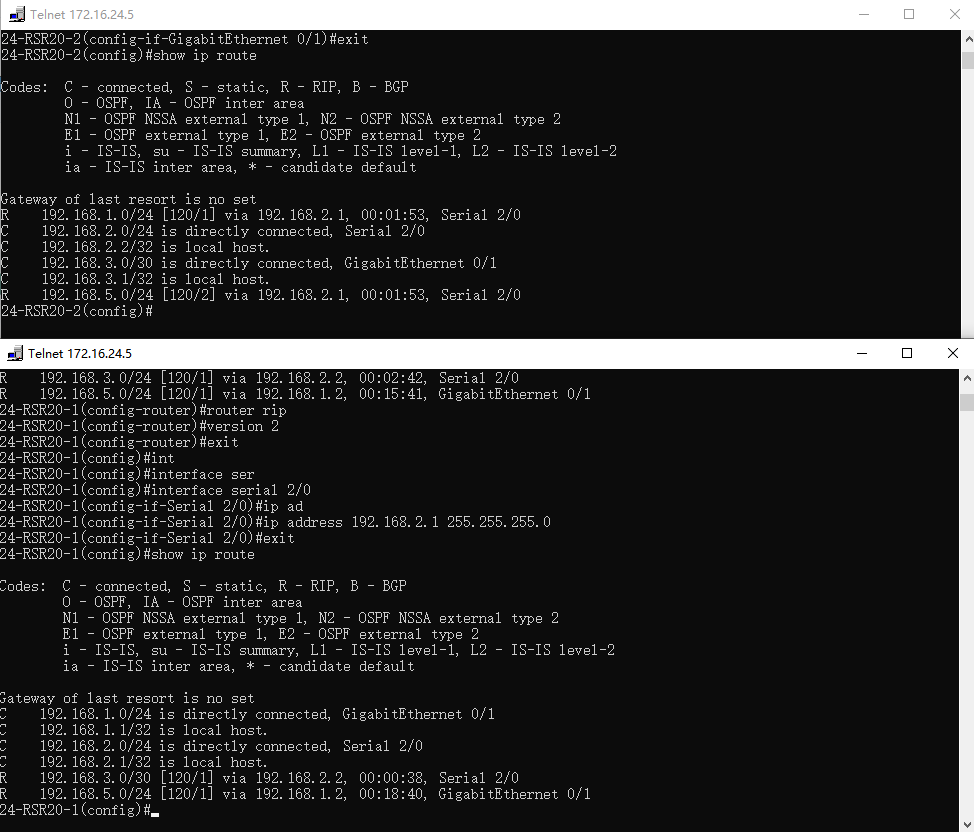 Telnet 172.16.24.5
24-RSR20-2(config-if-GigabitEthernet 0/1)#exit
24-RSR20-2(config)#show ip route
Codes:  C - connected, S - static, R - RIP, B - BGP
        O - OSPF, IA - OSPF inter area
        N1 - OSPF NSSA external type 1, N2 - OSPF NSSA external type 2
        E1 - OSPF external type 1, E2 - OSPF external type 2
        i - IS-IS, su - IS-IS summary, L1 - IS-IS level-1, L2 - IS-IS level-2
        ia - IS-IS inter area, * - candidate default
Gateway of last resort is no set
R    192.168.1.0/24 [120/1] via 192.168.2.1, 00:01:53, Serial 2/0
C    192.168.2.0/24 is directly connected, Serial 2/0
C    192.168.2.2/32 is local host.
C    192.168.3.0/30 is directly connected, GigabitEthernet 0/1
C    192.168.3.1/32 is local host.
R    192.168.5.0/24 [120/2] via 192.168.2.1, 00:01:53, Serial 2/0
24-RSR20-2(config)#
Telnet 172.16.24.5
R    192.168.3.0/24 [120/1] via 192.168.2.2, 00:02:42, Serial 2/0
R    192.168.5.0/24 [120/1] via 192.168.1.2, 00:15:41, GigabitEthernet 0/1
24-RSR20-1(config-router)#router rip
24-RSR20-1(config-router)#version 2
24-RSR20-1(config-router)#exit
24-RSR20-1(config)#int
24-RSR20-1(config)#interface ser
24-RSR20-1(config)#interface serial 2/0
24-RSR20-1(config-if-Serial 2/0)#ip ad
24-RSR20-1(config-if-Serial 2/0)#ip address 192.168.2.1 255.255.255.0
24-RSR20-1(config-if-Serial 2/0)#exit
24-RSR20-1(config)#show ip route
Codes:  C - connected, S - static, R - RIP, B - BGP
        O - OSPF, IA - OSPF inter area
        N1 - OSPF NSSA external type 1, N2 - OSPF NSSA external type 2
        E1 - OSPF external type 1, E2 - OSPF external type 2
        i - IS-IS, su - IS-IS summary, L1 - IS-IS level-1, L2 - IS-IS level-2
        ia - IS-IS inter area, * - candidate default
Gateway of last resort is no set
C    192.168.1.0/24 is directly connected, GigabitEthernet 0/1
C    192.168.1.1/32 is local host.
C    192.168.2.0/24 is directly connected, Serial 2/0
C    192.168.2.1/32 is local host.
R    192.168.3.0/30 [120/1] via 192.168.2.2, 00:00:38, Serial 2/0
R    192.168.5.0/24 [120/1] via 192.168.1.2, 00:18:40, GigabitEthernet 0/1
24-RSR20-1(config)#